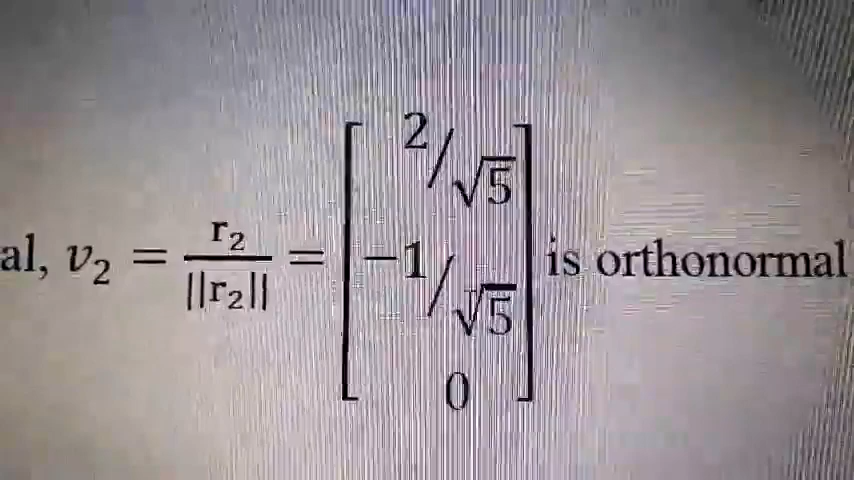 al, v₂ = r₂/||r₂|| = [2/√5 −1/√5 0] is orthonormal